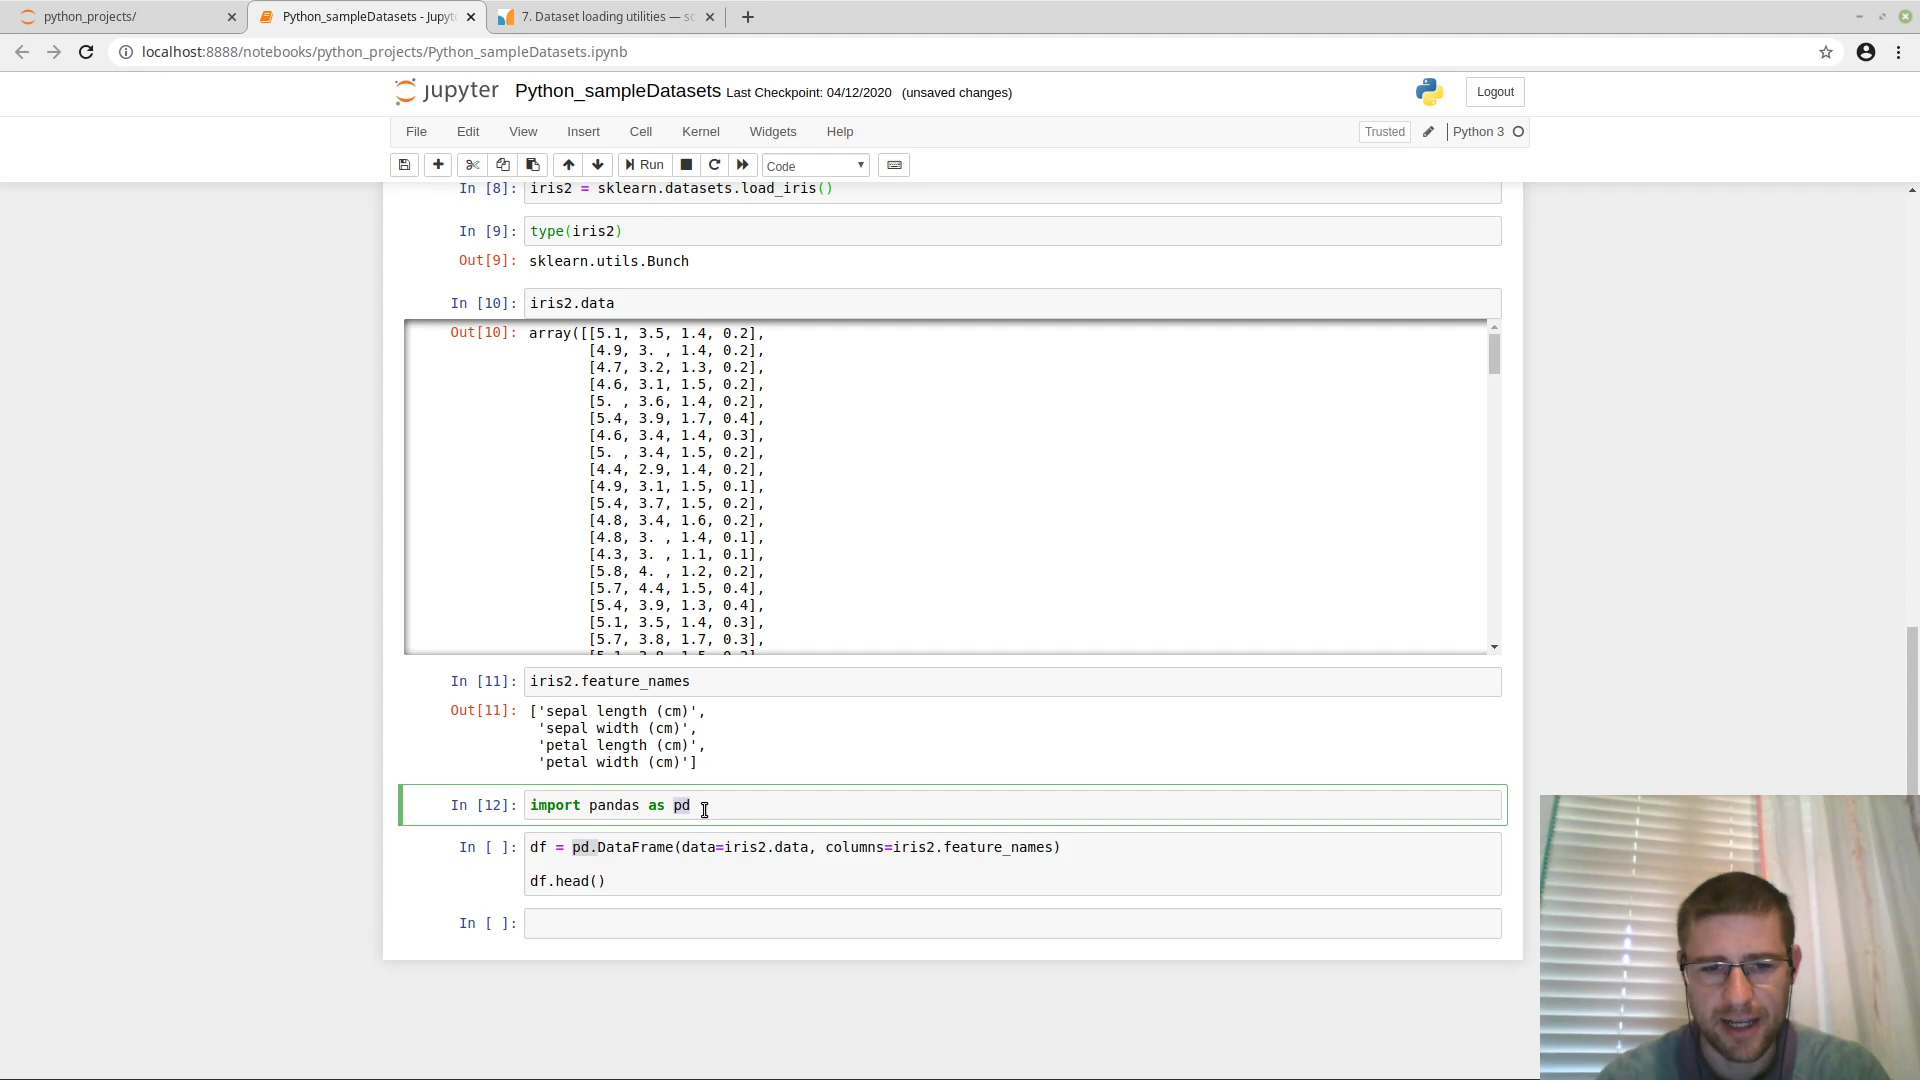 python_projects/
Python_sampleDatasets - Jupyte
7. Dataset loading utilities — sc
localhost:8888/notebooks/python_projects/Python_sampleDatasets.ipynb
jupyter Python_sampleDatasets Last Checkpoint: 04/12/2020 (unsaved changes)
Logout
File Edit View Insert Cell Kernel Widgets Help
Trusted Python 3
Run
Code
In [8]: iris2 = sklearn.datasets.load_iris()
In [9]: type(iris2)
Out[9]: sklearn.utils.Bunch
In [10]: iris2.data
Out[10]: array([[5.1, 3.5, 1.4, 0.2],
[4.9, 3. , 1.4, 0.2],
[4.7, 3.2, 1.3, 0.2],
[4.6, 3.1, 1.5, 0.2],
[5. , 3.6, 1.4, 0.2],
[5.4, 3.9, 1.7, 0.4],
[4.6, 3.4, 1.4, 0.3],
[5. , 3.4, 1.5, 0.2],
[4.4, 2.9, 1.4, 0.2],
[4.9, 3.1, 1.5, 0.1],
[5.4, 3.7, 1.5, 0.2],
[4.8, 3.4, 1.6, 0.2],
[4.8, 3. , 1.4, 0.1],
[4.3, 3. , 1.1, 0.1],
[5.8, 4. , 1.2, 0.2],
[5.7, 4.4, 1.5, 0.4],
[5.4, 3.9, 1.3, 0.4],
[5.1, 3.5, 1.4, 0.3],
[5.7, 3.8, 1.7, 0.3],
In [11]: iris2.feature_names
Out[11]: ['sepal length (cm)',
'sepal width (cm)',
'petal length (cm)',
'petal width (cm)']
In [12]: import pandas as pd
In [ ]: df = pd.DataFrame(data=iris2.data, columns=iris2.feature_names)
df.head()
In [ ]: